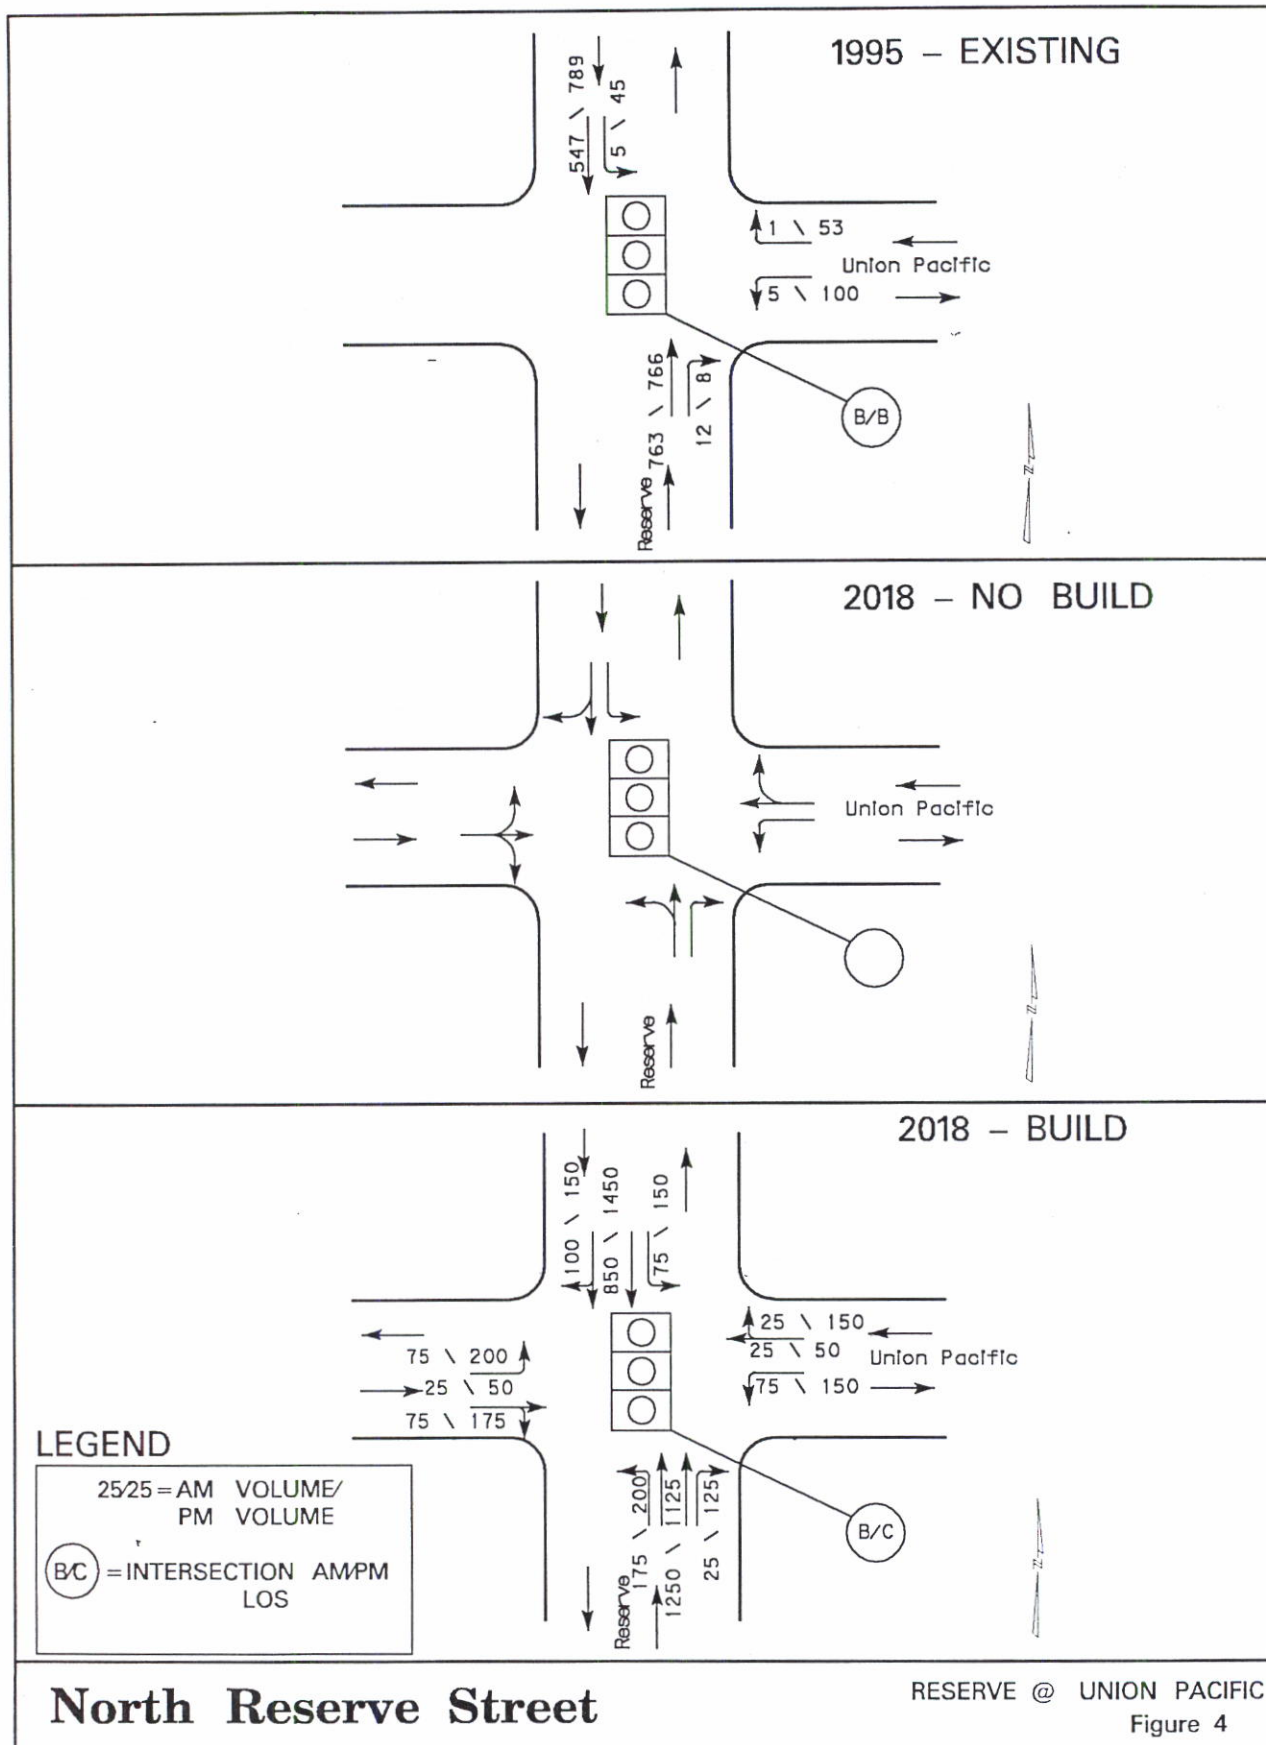 1995 – EXISTING
547 \ 789
5 \ 45
1 \ 53
Union Pacific
5 \ 100
763 \ 766
12 \ 8
B/B
Reserve
N
2018 – NO BUILD
Union Pacific
Reserve
N
2018 – BUILD
100 \ 150
850 \ 1450
75 \ 150
25 \ 150
25 \ 50
Union Pacific
75 \ 150
75 \ 200
25 \ 50
75 \ 175
175 \ 200
1250 \ 1125
25 \ 125
B/C
Reserve
N
LEGEND
25/25 = AM VOLUME/
PM VOLUME
B/C = INTERSECTION AM/PM
LOS
North Reserve Street
RESERVE @ UNION PACIFIC
Figure 4